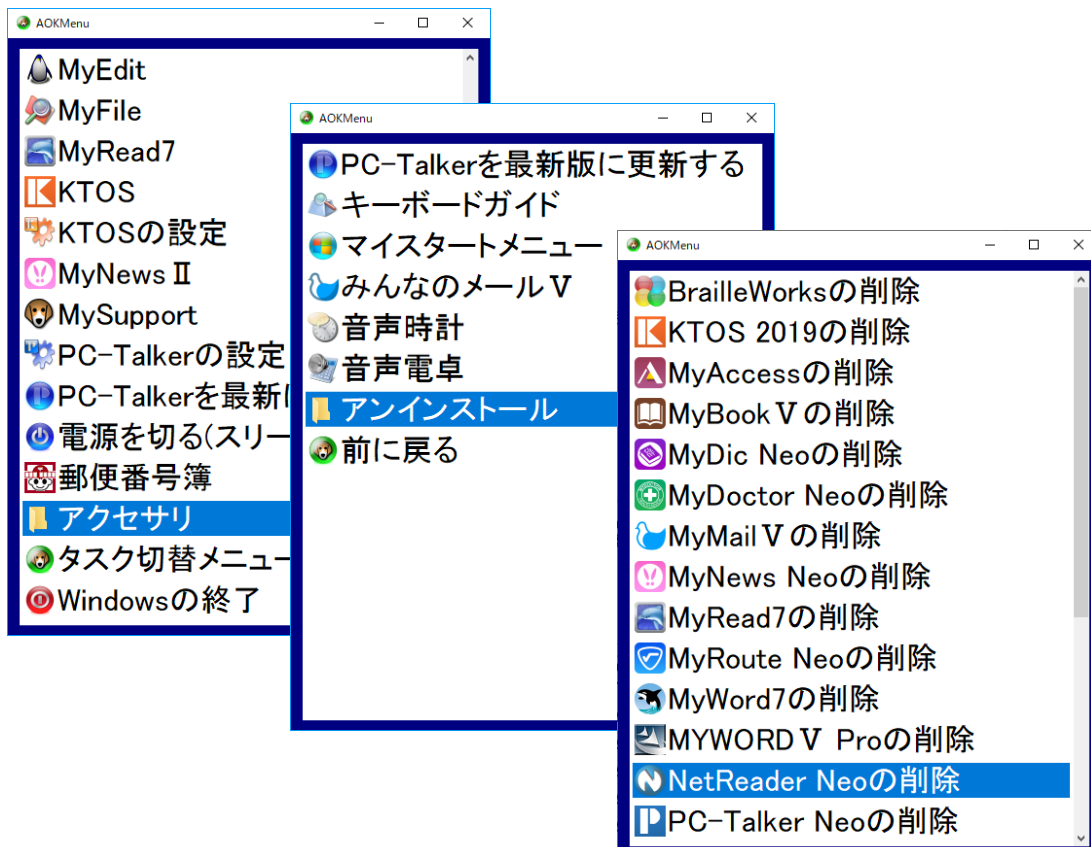 AOKMenu
MyEdit
MyFile
MyRead7
KTOS
KTOSの設定
MyNewsⅡ
MySupport
PC-Talkerの設定
PC-Talkerを最新
電源を切る(スリー
郵便番号簿
アクセサリ
タスク切替メニュー
Windowsの終了
AOKMenu
PC-Talkerを最新版に更新する
キーボードガイド
マイスタートメニュー
みんなのメールⅤ
音声時計
音声電卓
アンインストール
前に戻る
AOKMenu
BrailleWorksの削除
KTOS 2019の削除
MyAccessの削除
MyBookⅤの削除
MyDic Neoの削除
MyDoctor Neoの削除
MyMailⅤの削除
MyNews Neoの削除
MyRead7の削除
MyRoute Neoの削除
MyWord7の削除
MYWORDⅤ Proの削除
NetReader Neoの削除
PC-Talker Neoの削除